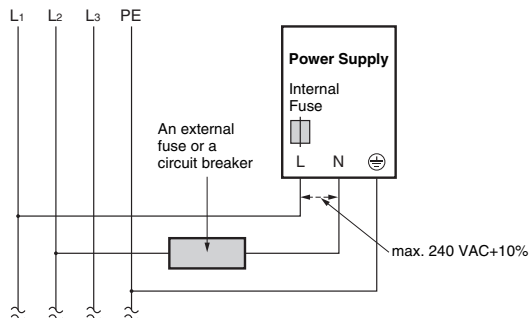 L1 L2 L3 PE
Power Supply
Internal
Fuse
An external
fuse or a
circuit breaker
L N
max. 240 VAC+10%